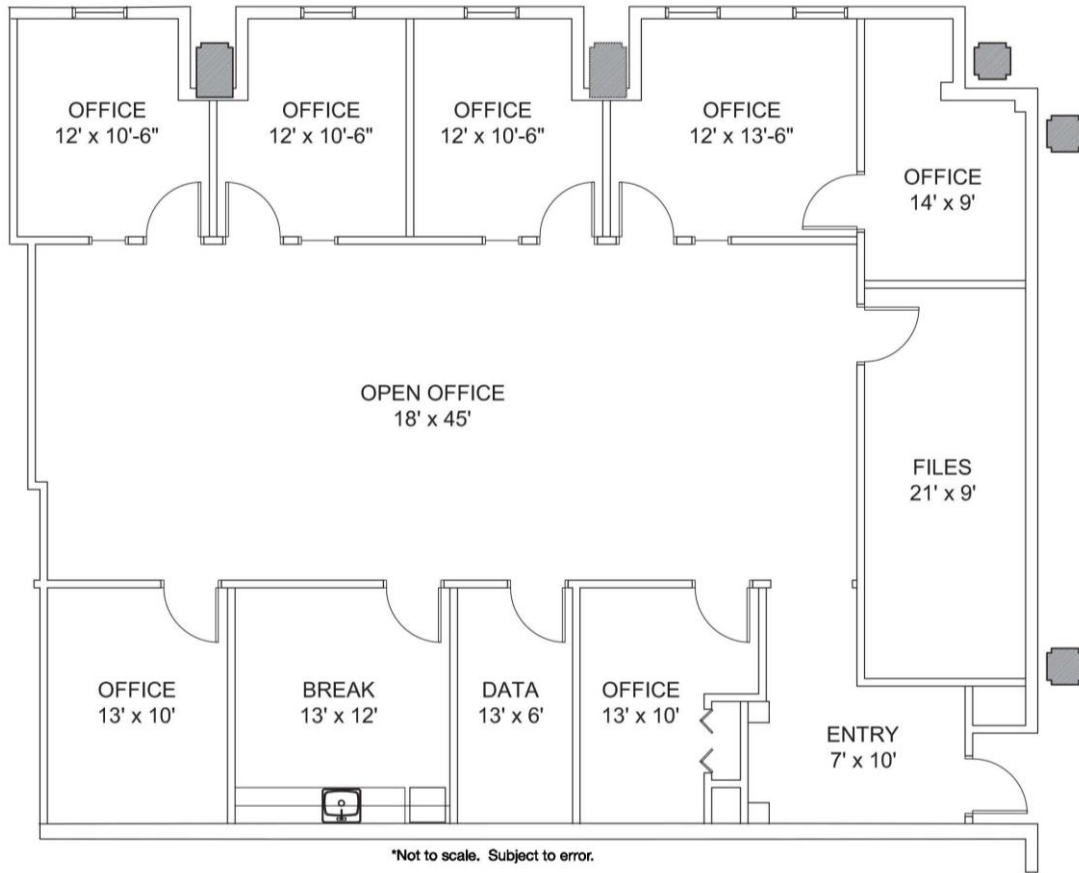 OFFICE
12' x 10'-6"
OFFICE
12' x 10'-6"
OFFICE
12' x 10'-6"
OFFICE
12' x 13'-6"
OFFICE
14' x 9'
OPEN OFFICE
18' x 45'
FILES
21' x 9'
OFFICE
13' x 10'
BREAK
13' x 12'
DATA
13' x 6'
OFFICE
13' x 10'
ENTRY
7' x 10'
*Not to scale. Subject to error.